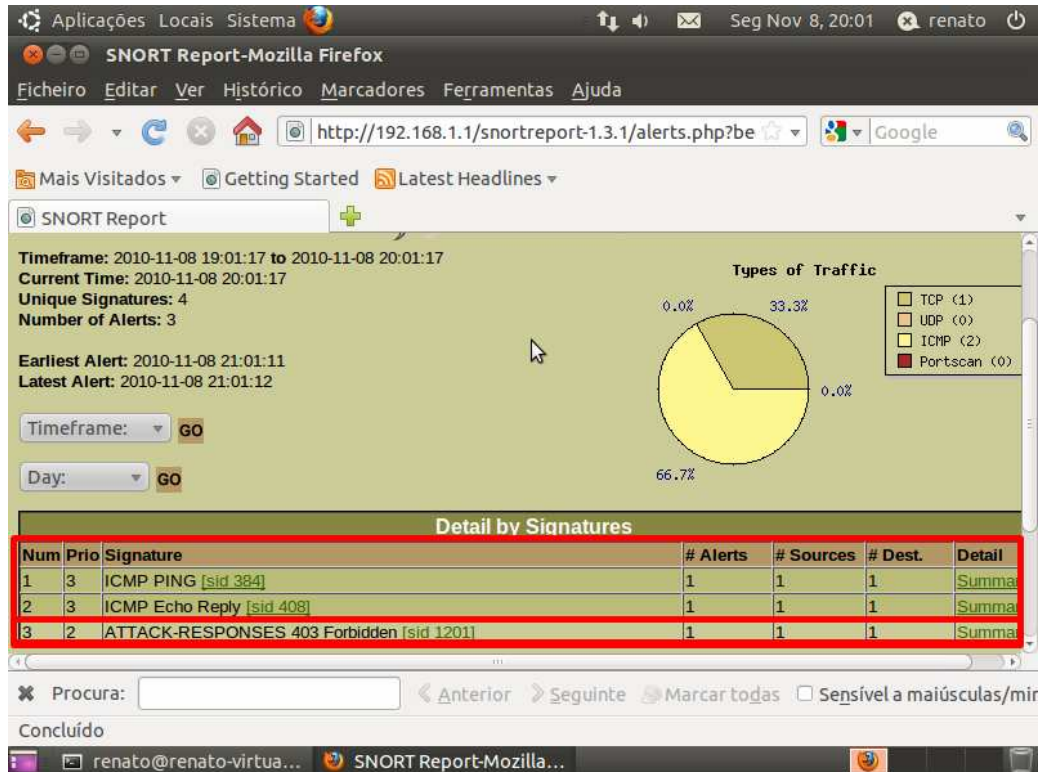 Aplicações Locais Sistema Seg Nov 8, 20:01 renato
SNORT Report-Mozilla Firefox
Ficheiro Editar Ver Histórico Marcadores Ferramentas Ajuda
http://192.168.1.1/snortreport-1.3.1/alerts.php?be Google
Mais Visitados Getting Started Latest Headlines
SNORT Report
Timeframe: 2010-11-08 19:01:17 to 2010-11-08 20:01:17
Current Time: 2010-11-08 20:01:17
Unique Signatures: 4
Number of Alerts: 3
Earliest Alert: 2010-11-08 21:01:11
Latest Alert: 2010-11-08 21:01:12
Timeframe: GO
Day: GO
Types of Traffic
0.0% 33.3%
0.0%
66.7%
TCP (1)
UDP (0)
ICMP (2)
Portscan (0)
Detail by Signatures
Num Prio Signature # Alerts # Sources # Dest. Detail
1 3 ICMP PING [sid 384] 1 1 1 Summar
2 3 ICMP Echo Reply [sid 408] 1 1 1 Summar
3 2 ATTACK-RESPONSES 403 Forbidden [sid 1201] 1 1 1 Summar
Procura: Anterior Seguinte Marcar todas Sensível a maiúsculas/mir
Concluído
renato@renato-virtua... SNORT Report-Mozilla...